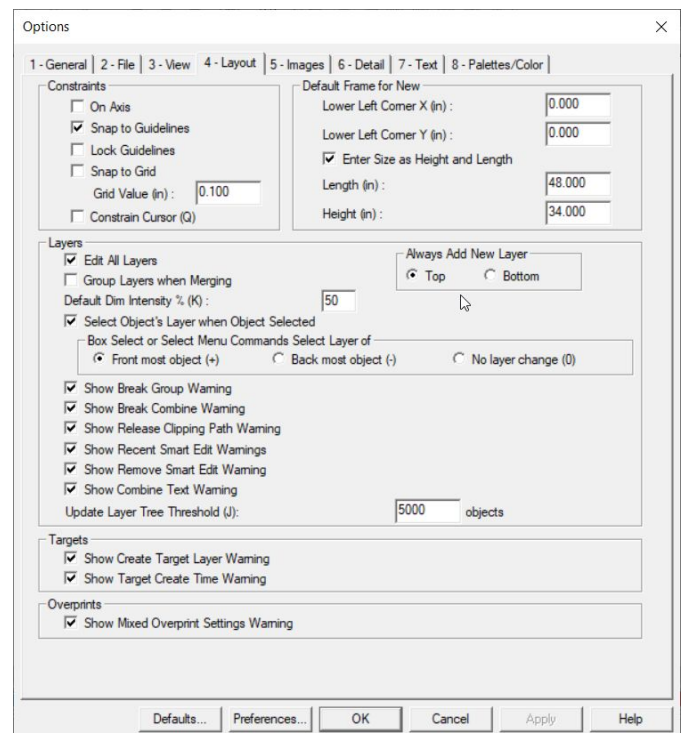 Options
1 - General 2 - File 3 - View 4 - Layout 5 - Images 6 - Detail 7 - Text 8 - Palettes/Color
Constraints
On Axis
Snap to Guidelines
Lock Guidelines
Snap to Grid
Grid Value (in) : 0.100
Constrain Cursor (Q)
Default Frame for New
Lower Left Corner X (in) : 0.000
Lower Left Corner Y (in) : 0.000
Enter Size as Height and Length
Length (in) : 48.000
Height (in) : 34.000
Layers
Edit All Layers
Group Layers when Merging
Default Dim Intensity % (K) : 50
Always Add New Layer
Top Bottom
Select Object's Layer when Object Selected
Box Select or Select Menu Commands Select Layer of
Front most object (+) Back most object (-) No layer change (0)
Show Break Group Warning
Show Break Combine Warning
Show Release Clipping Path Warning
Show Recent Smart Edit Warnings
Show Remove Smart Edit Warning
Show Combine Text Warning
Update Layer Tree Threshold (J): 5000 objects
Targets
Show Create Target Layer Warning
Show Target Create Time Warning
Overprints
Show Mixed Overprint Settings Warning
Defaults... Preferences... OK Cancel Apply Help